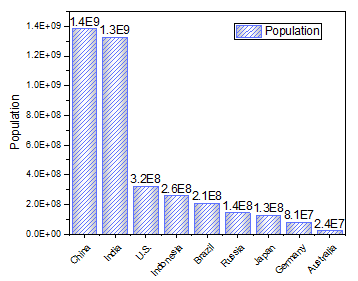 1.4E9
1.3E9
3.2E8
2.6E8
2.1E8
1.4E8
1.3E8
8.1E7
2.4E7
Population
Population
1.4E+09
1.2E+09
1.0E+09
8.0E+08
6.0E+08
4.0E+08
2.0E+08
0.0E+00
China
India
U.S.
Indonesia
Brazil
Russia
Japan
Germany
Australia